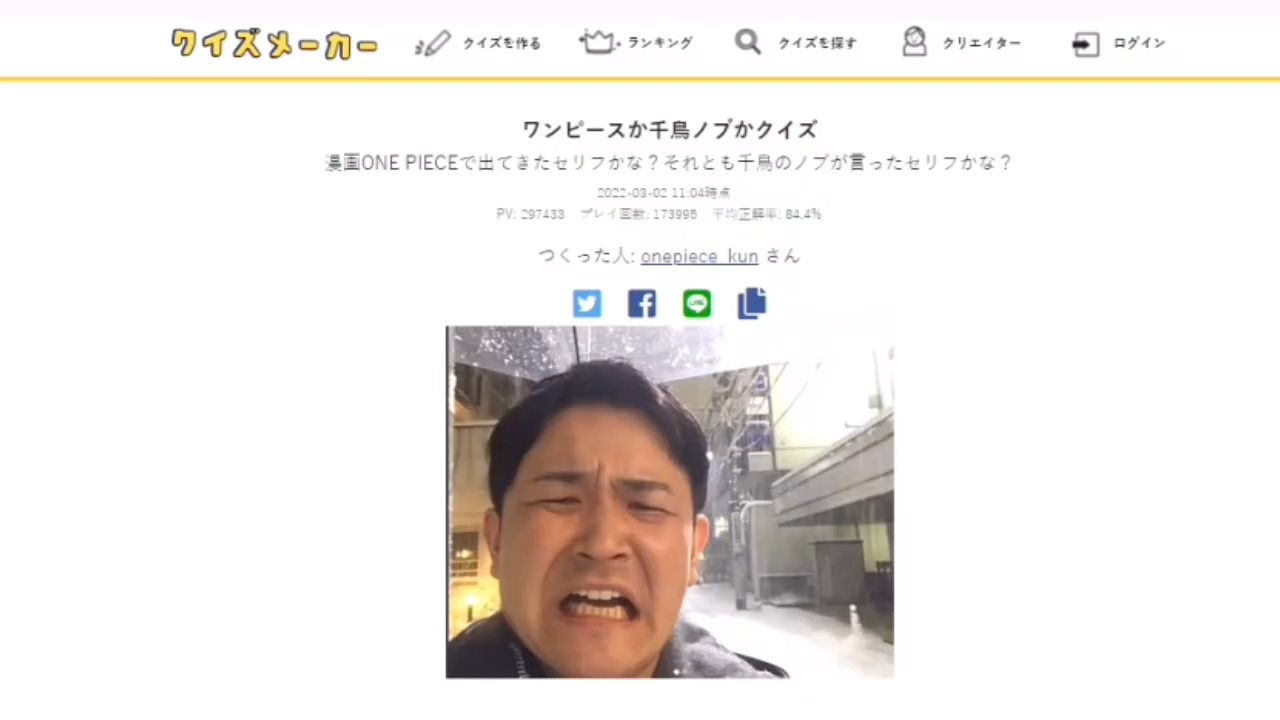 クイズメーカー クイズを作る ランキング クイズを探す クリエイター ログイン
ワンピースか千鳥ノブかクイズ
漫画ONE PIECEで出てきたセリフかな？それとも千鳥のノブが言ったセリフかな？
2022-03-02 11:04時点
PV: 297433 プレイ回数: 173995 平均正解率: 84.4%
つくった人: onepiece_kun さん
LINE